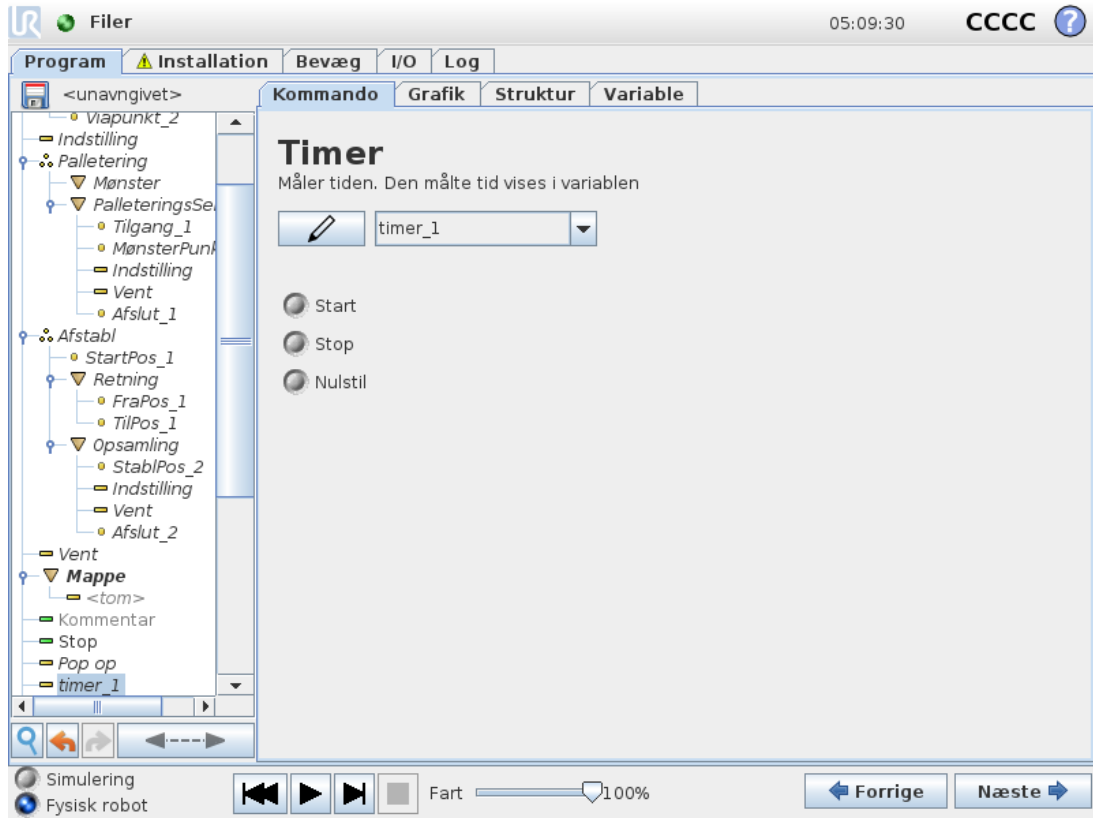 UR Filer 05:09:30 CCCC ?
Program Installation Bevæg I/O Log
<unavngivet> Kommando Grafik Struktur Variable
Viapunkt_2
Indstilling
Palletering
Mønster
PalleteringsSe
Tilgang_1
MønsterPunk
Indstilling
Vent
Afslut_1
Afstabl
StartPos_1
Retning
FraPos_1
TilPos_1
Opsamling
StablPos_2
Indstilling
Vent
Afslut_2
Vent
Mappe
<tom>
Kommentar
Stop
Pop op
timer_1
Timer
Måler tiden. Den målte tid vises i variablen
timer_1
Start
Stop
Nulstil
Simulering
Fysisk robot
Fart 100%
Forrige Næste